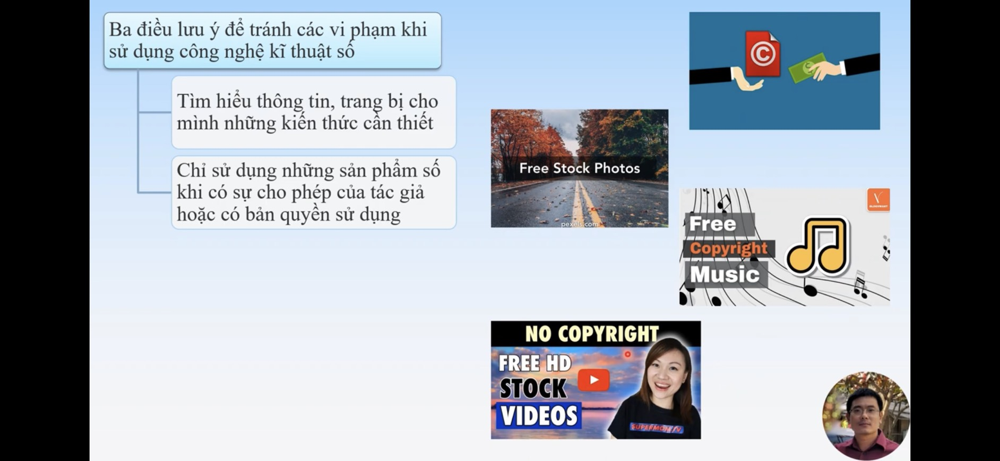 Ba điều lưu ý để tránh các vi phạm khi
sử dụng công nghệ kĩ thuật số
Tìm hiểu thông tin, trang bị cho
mình những kiến thức cần thiết
Chỉ sử dụng những sản phẩm số
khi có sự cho phép của tác giả
hoặc có bản quyền sử dụng
©
Free Stock Photos
pexels.com
V
Free
Copyright
Music
NO COPYRIGHT
FREE HD
STOCK
VIDEOS
SUPERMOM TV